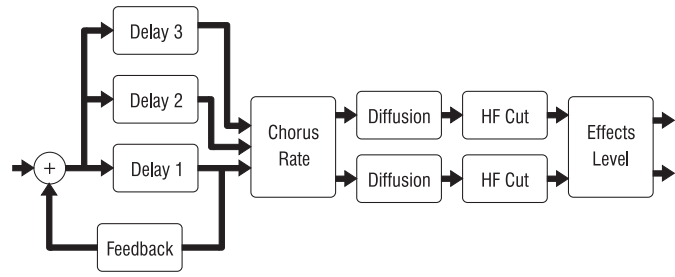 Delay 3
Delay 2
Delay 1
+
Feedback
Chorus
Rate
Diffusion
HF Cut
Diffusion
HF Cut
Effects
Level